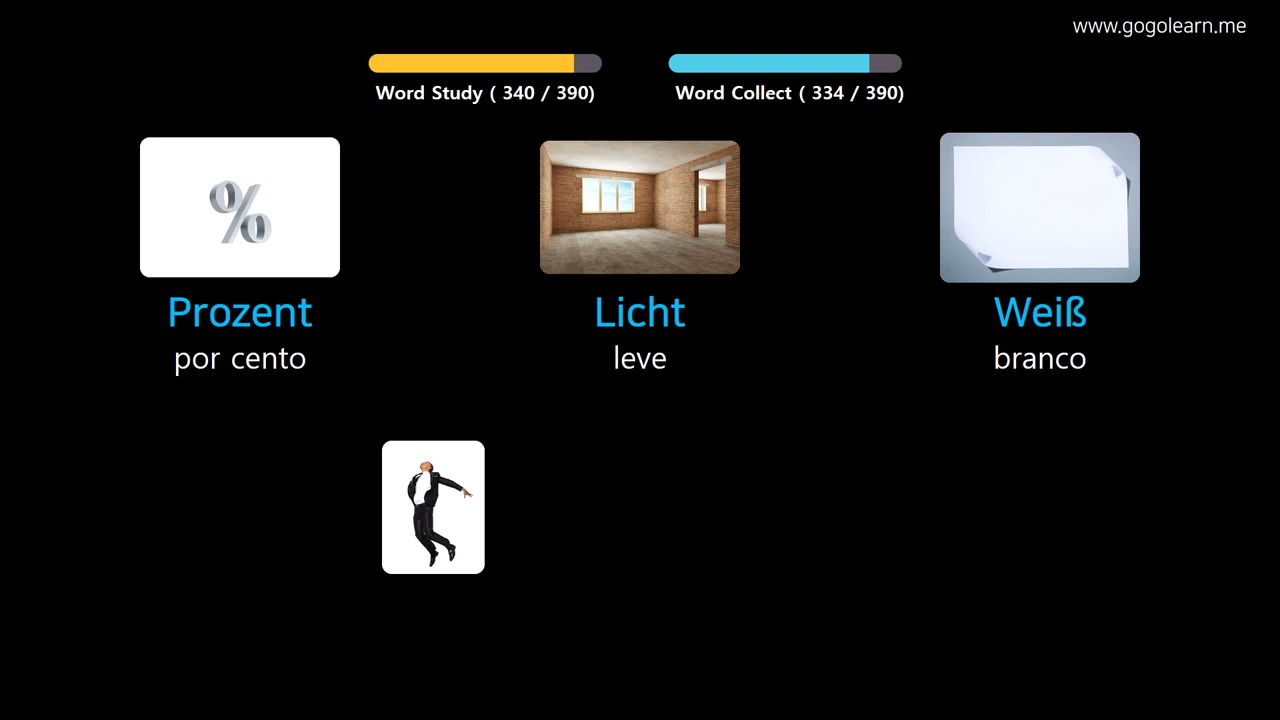 www.gogolearn.me
Word Study ( 340 / 390)
Word Collect ( 334 / 390)
%
Prozent
Licht
Weiß
por cento
leve
branco